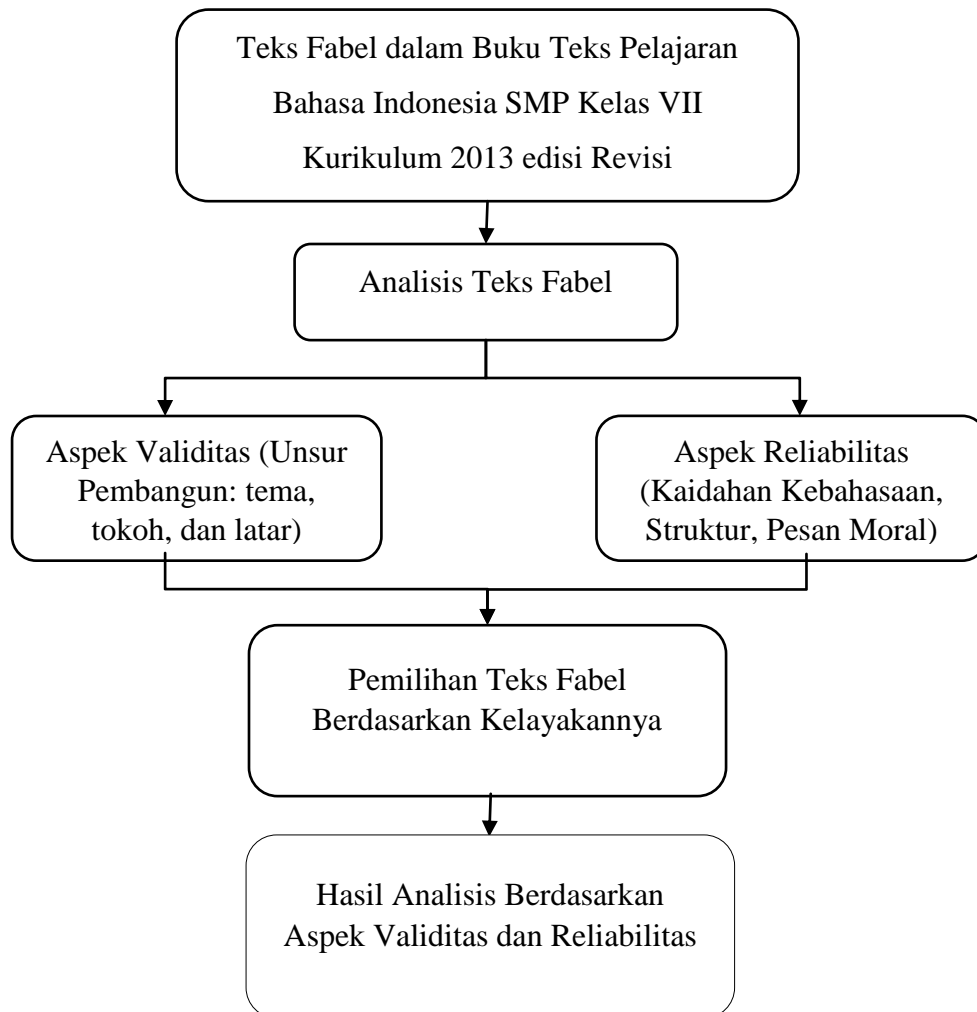 Teks Fabel dalam Buku Teks Pelajaran
Bahasa Indonesia SMP Kelas VII
Kurikulum 2013 edisi Revisi
Analisis Teks Fabel
Aspek Validitas (Unsur
Pembangun: tema,
tokoh, dan latar)
Aspek Reliabilitas
(Kaidahan Kebahasaan,
Struktur, Pesan Moral)
Pemilihan Teks Fabel
Berdasarkan Kelayakannya
Hasil Analisis Berdasarkan
Aspek Validitas dan Reliabilitas